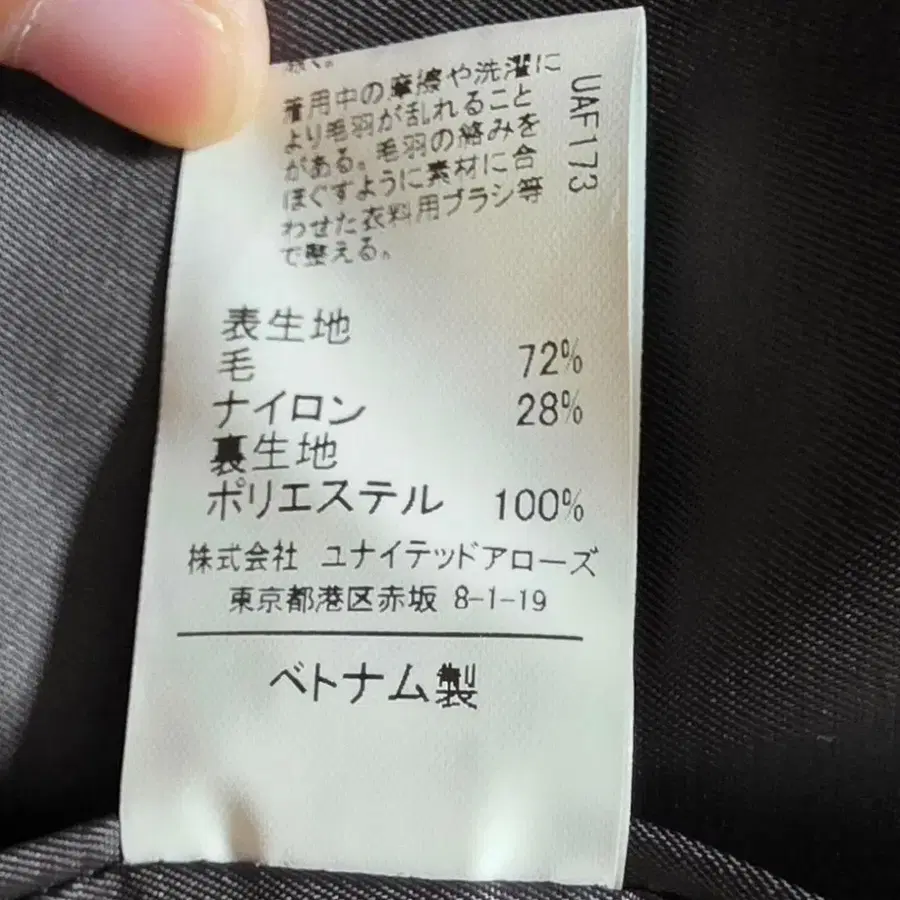 着用中の摩擦や洗濯に
より毛羽が乱れること
がある。毛羽の絡みを
ほぐすように素材に合
わせた衣料用ブラシ等
で整える。
UAF173
表生地
毛 72%
ナイロン 28%
裏生地
ポリエステル 100%
株式会社 ユナイテッドアローズ
東京都港区赤坂 8-1-19
ベトナム製